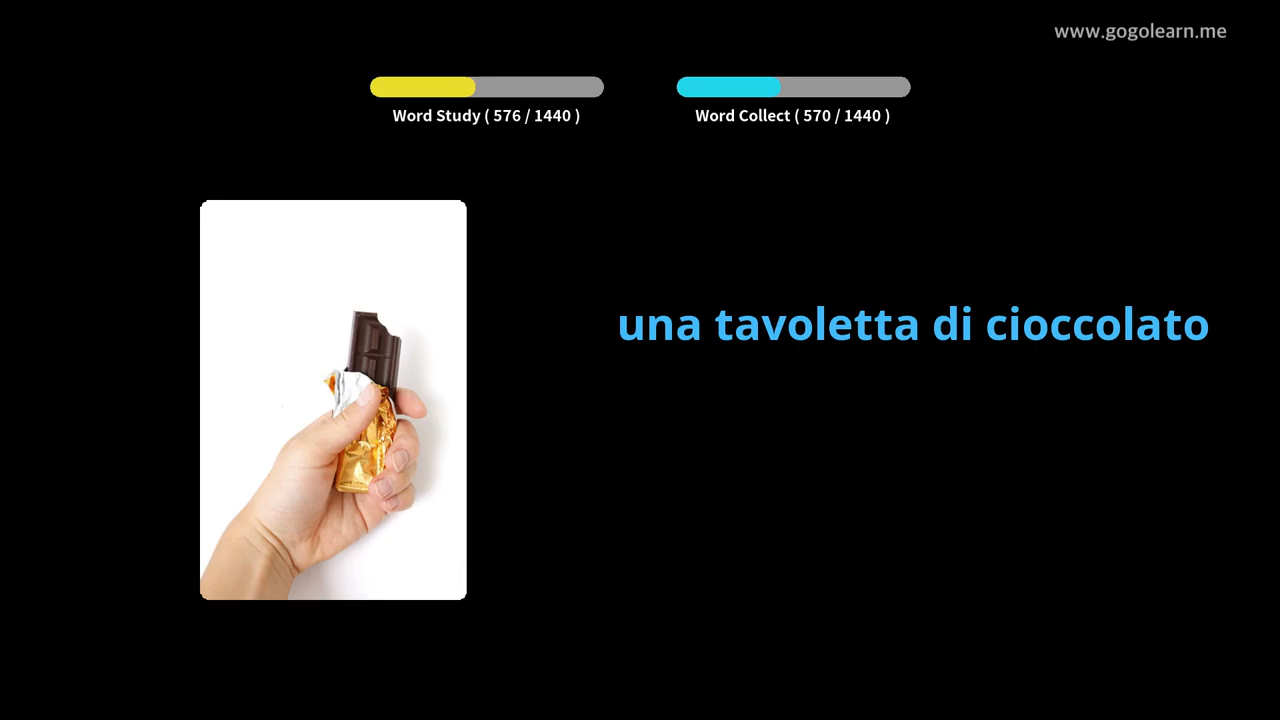 www.gogolearn.me
Word Study ( 576 / 1440 )
Word Collect ( 570 / 1440 )
una tavoletta di cioccolato